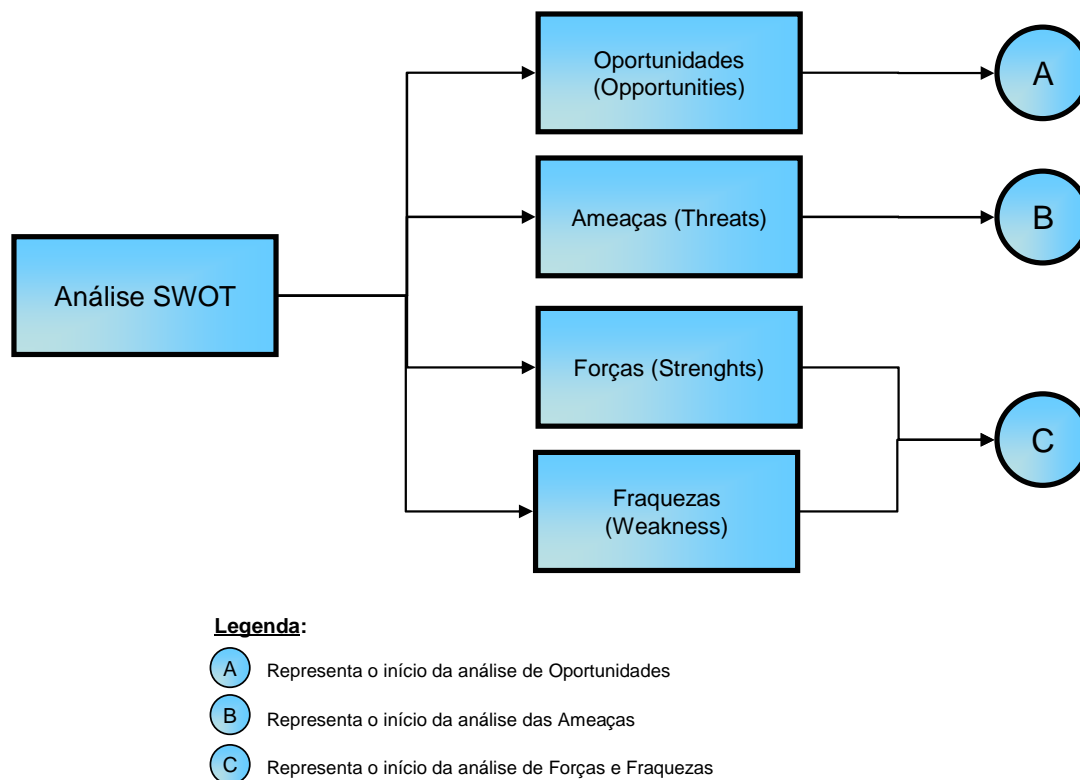 Oportunidades
(Opportunities)
A
Ameaças (Threats)
B
Análise SWOT
Forças (Strenghts)
C
Fraquezas
(Weakness)
Legenda:
A Representa o início da análise de Oportunidades
B Representa o início da análise das Ameaças
C Representa o início da análise de Forças e Fraquezas